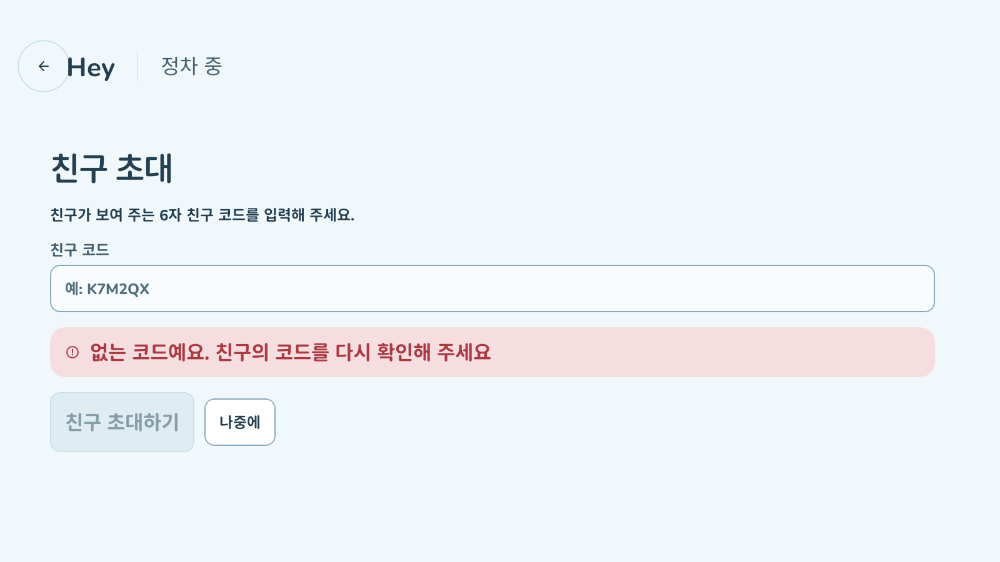 Hey
정차 중
친구 초대
친구가 보여 주는 6자 친구 코드를 입력해 주세요.
친구 코드
예: K7M2QX
없는 코드예요. 친구의 코드를 다시 확인해 주세요
친구 초대하기
나중에